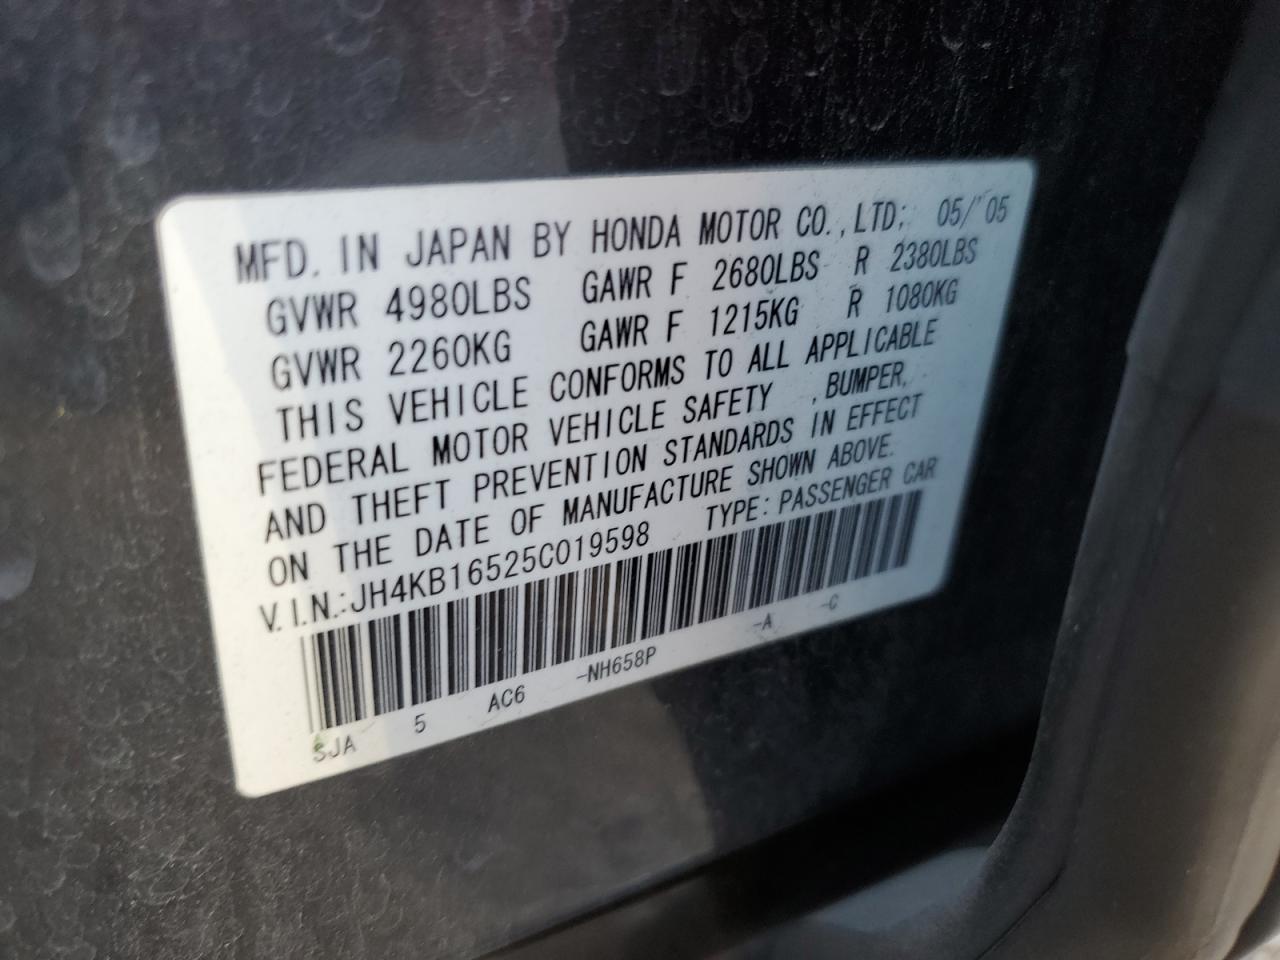 MFD. IN JAPAN BY HONDA MOTOR CO.,LTD; 05/'05
GVWR 4980LBS GAWR F 2680LBS R 2380LBS
GVWR 2260KG GAWR F 1215KG R 1080KG
THIS VEHICLE CONFORMS TO ALL APPLICABLE
FEDERAL MOTOR VEHICLE SAFETY ,BUMPER,
AND THEFT PREVENTION STANDARDS IN EFFECT
ON THE DATE OF MANUFACTURE SHOWN ABOVE.
V.I.N.:JH4KB16525C019598 TYPE:PASSENGER CAR
SJA 5 AC6 -NH658P -A -C